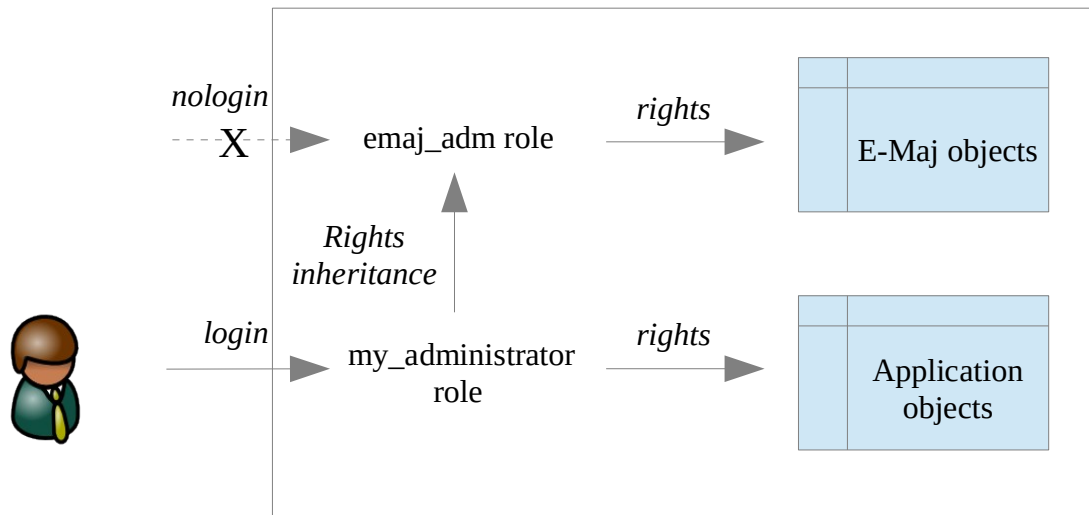 nologin
X
emaj_adm role
rights
E-Maj objects
Rights
inheritance
login
my_administrator
role
rights
Application
objects